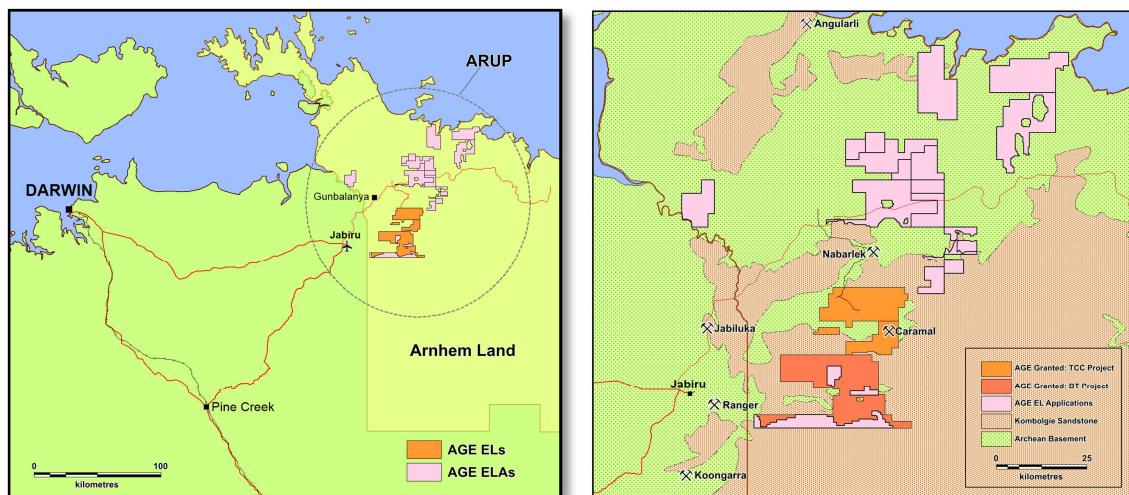 ARUP
DARWIN
Gunbalanya
Jabiru
Arnhem Land
Pine Creek
AGE ELs
AGE ELAs
0 100
kilometres
Angularli
Nabarlek
Jabiluka
Caramal
Jabiru
Ranger
Koongarra
AGE Granted: TCC Project
AGE Granted: DT Project
AGE EL Applications
Kombolgie Sandstone
Archean Basement
0 25
kilometres